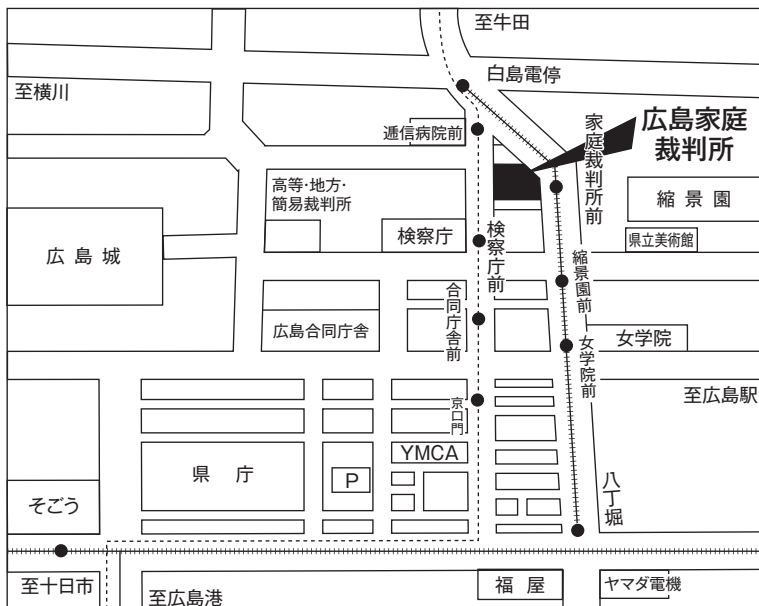 至牛田
白島電停
至横川
逓信病院前
家庭裁判所前
広島家庭
裁判所
高等・地方・
簡易裁判所
検察庁
検察庁前
縮景園
県立美術館
広島城
縮景園前
合同庁舎前
広島合同庁舎
女学院
女学院前
至広島駅
京口門
YMCA
県庁
P
八丁堀
そごう
至十日市
至広島港
福屋
ヤマダ電機